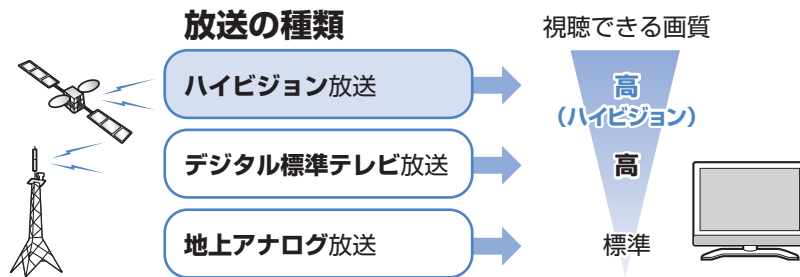 放送の種類
視聴できる画質
ハイビジョン放送
高
（ハイビジョン）
デジタル標準テレビ放送
高
地上アナログ放送
標準